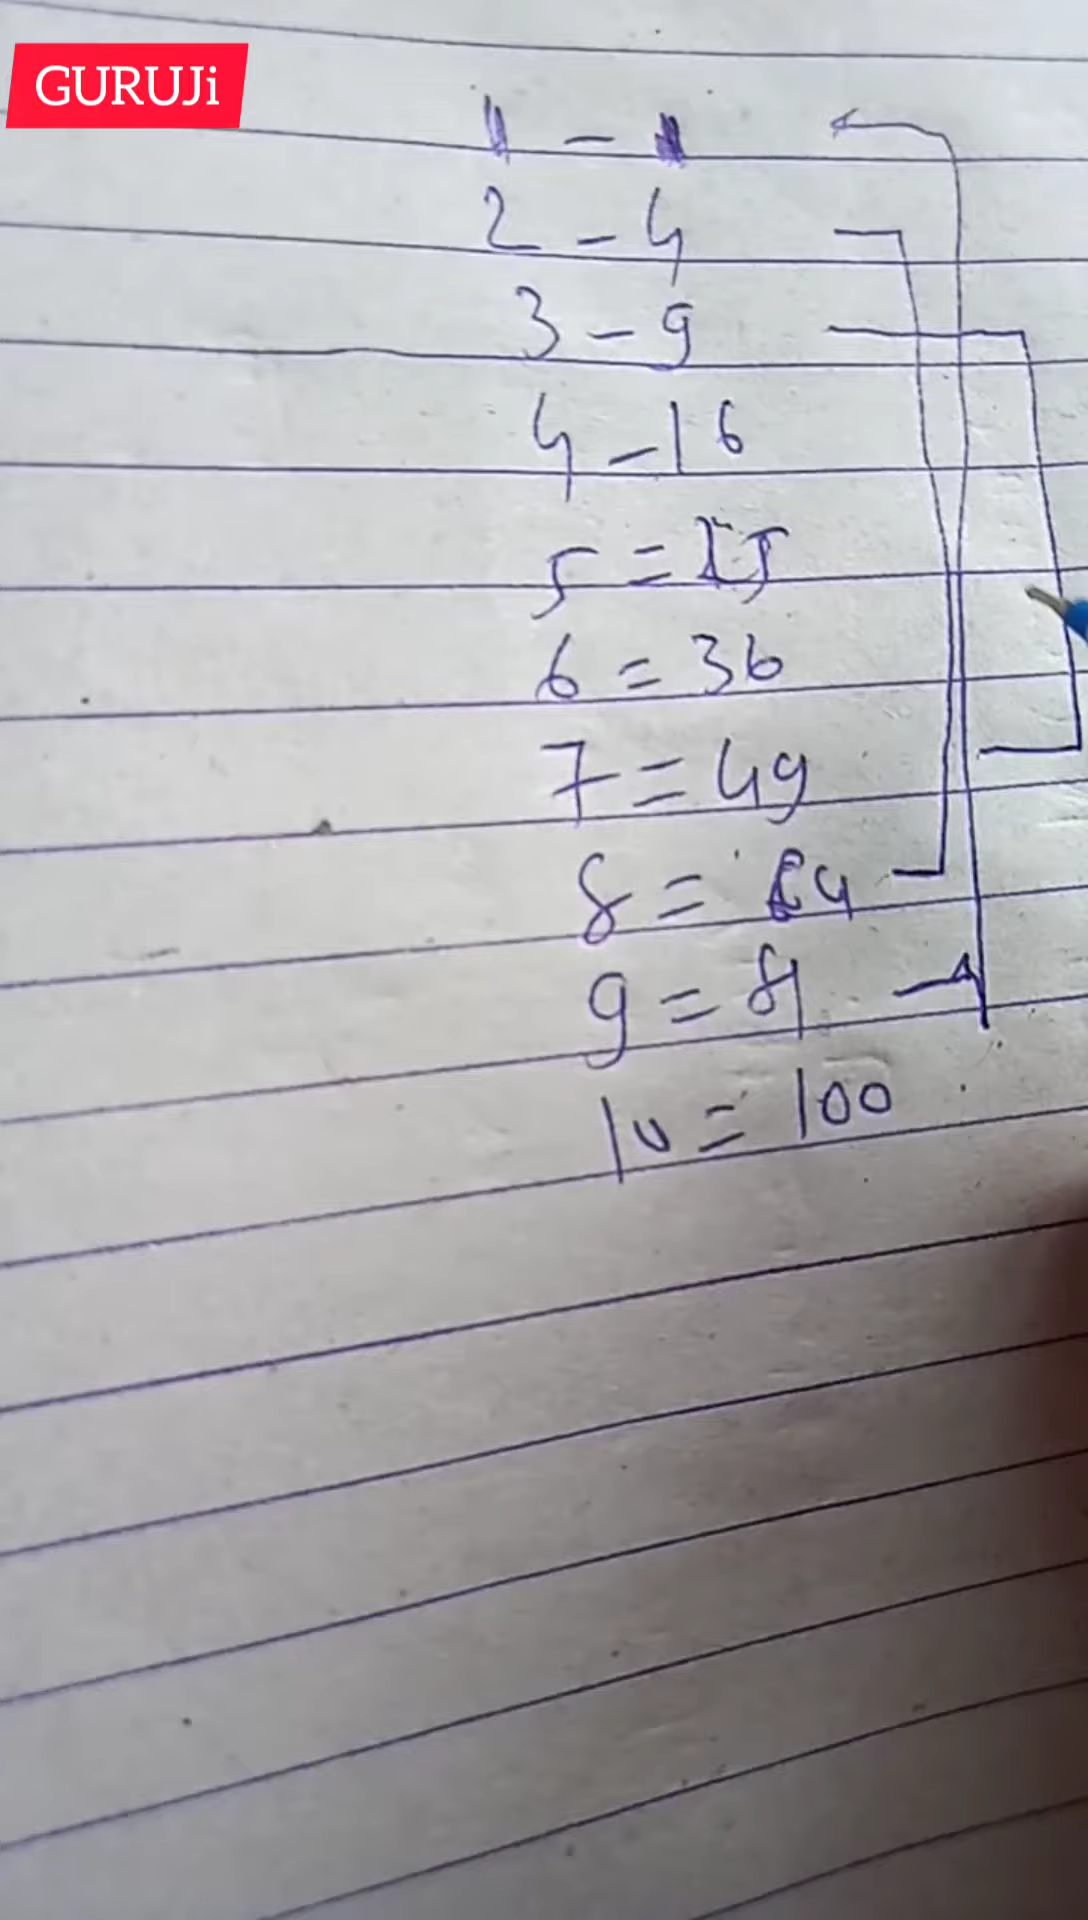 GURUJi
1 - 1
2 - 4
3 - 9
4 - 16
5 = 25
6 = 36
7 = 49
8 = 64
9 = 81
10 = 100